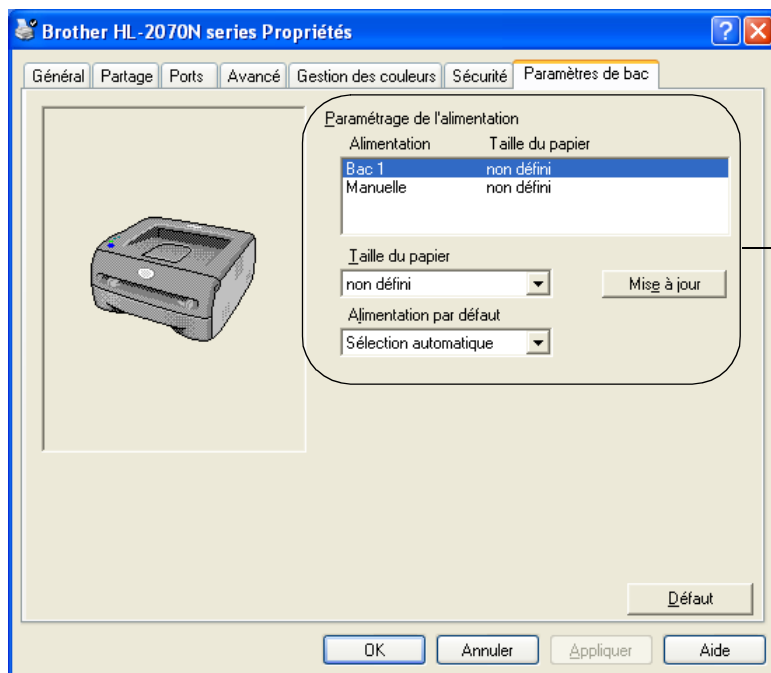 Brother HL-2070N series Propriétés
Général Partage Ports Avancé Gestion des couleurs Sécurité Paramètres de bac
Paramétrage de l'alimentation
Alimentation Taille du papier
Bac 1 non défini
Manuelle non défini
Taille du papier
non défini Mise à jour
Alimentation par défaut
Sélection automatique
Défaut
OK Annuler Appliquer Aide